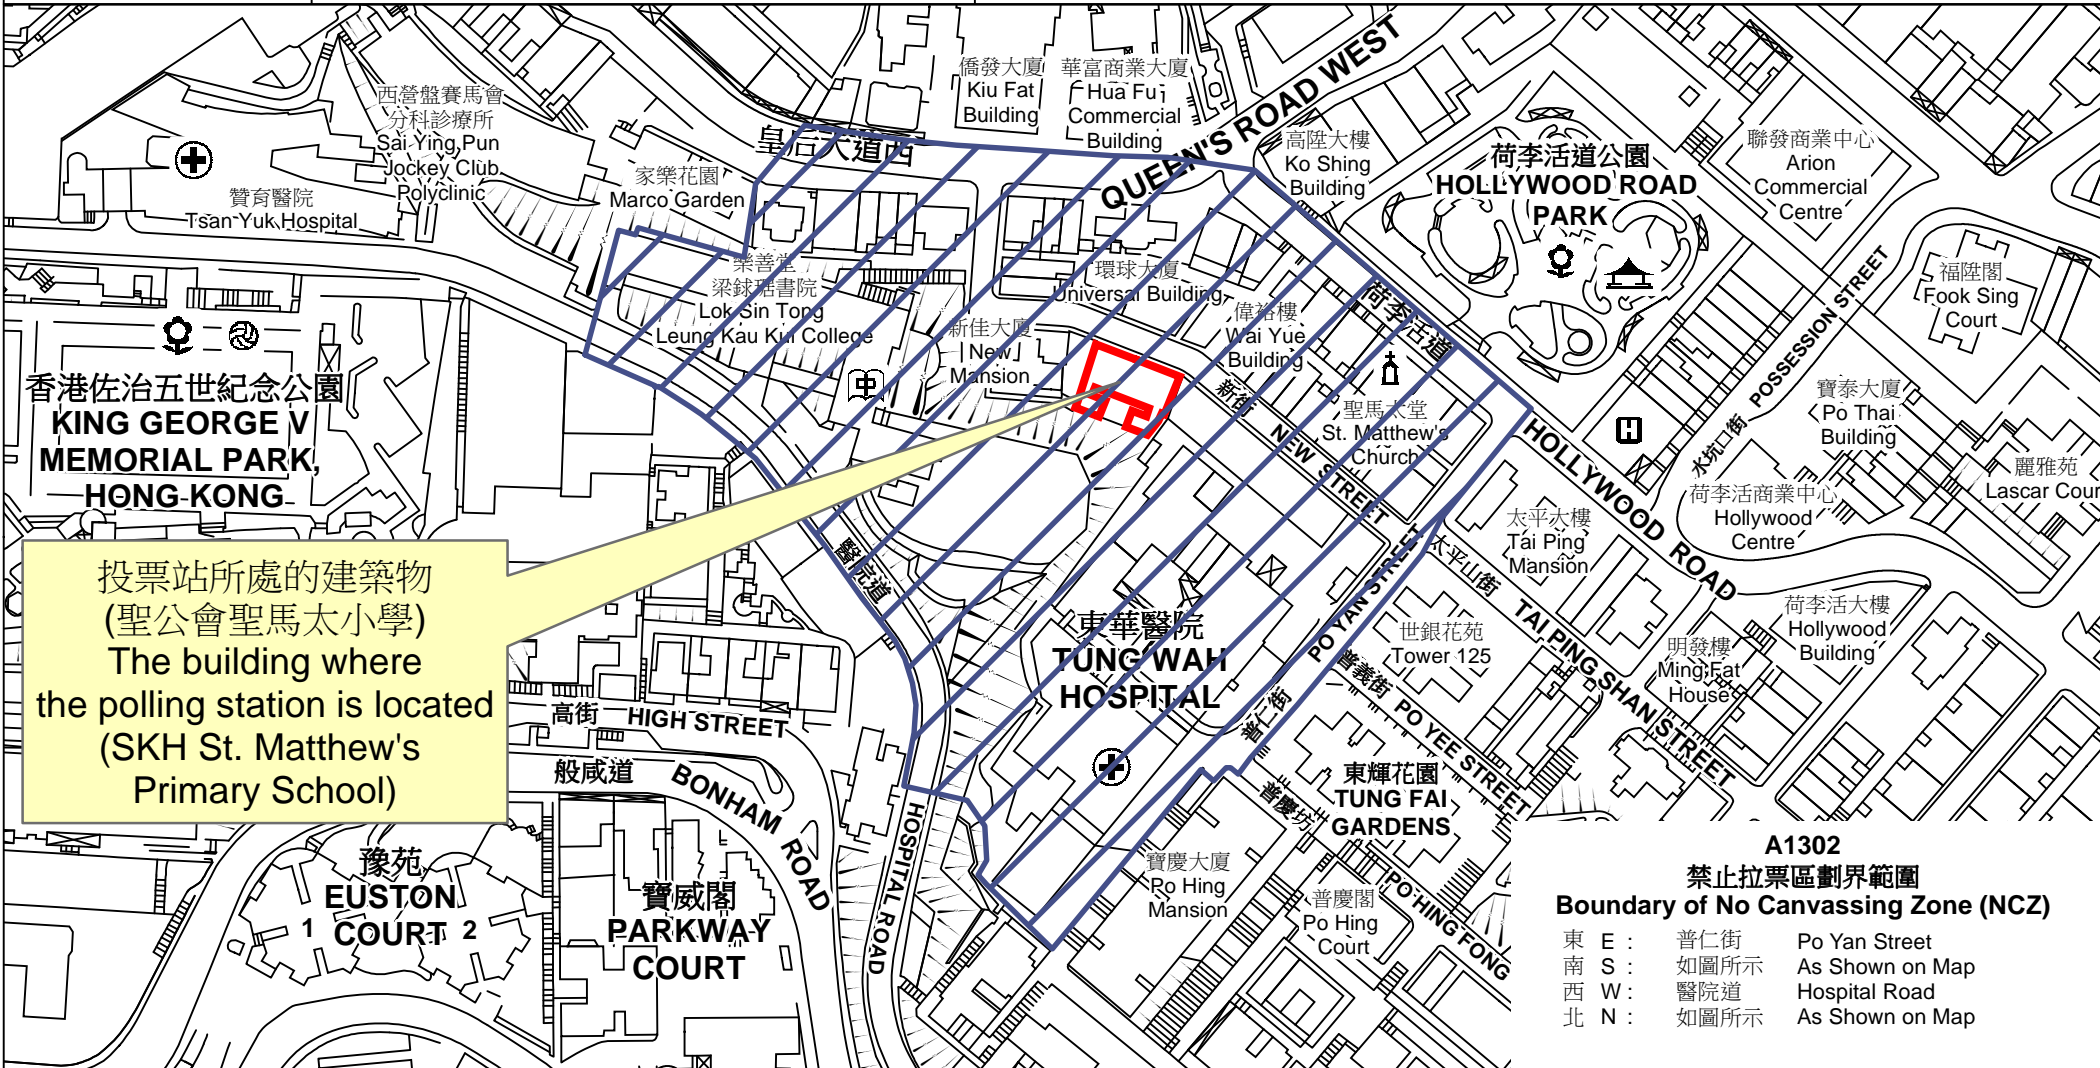 僑發大廈
Kiu Fat
Building
華富商業大廈
Hua Fu
Commercial
Building
QUEEN'S ROAD WEST
皇后大道西
西營盤賽馬會
分科診療所
Sai Ying Pun
Jockey Club
Polyclinic
贊育醫院
Tsan Yuk Hospital
家樂花園
Marco Garden
高陞大樓
Ko Shing
Building
荷李活道公園
HOLLYWOOD ROAD
PARK
聯發商業中心
Arion
Commercial
Centre
福陞閣
Fook Sing
Court
水坑口街 POSSESSION STREET
樂善堂
梁銶琚書院
Lok Sin Tong
Leung Kau Kui College
環球大廈
Universal Building
新佳大廈
New
Mansion
偉裕樓
Wai Yue
Building
荷李活道
HOLLYWOOD ROAD
新街
NEW STREET
聖馬太堂
St. Matthew's
Church
中
H
寶泰大廈
Po Thai
Building
麗雅苑
Lascar Cour
荷李活商業中心
Hollywood
Centre
太平大樓
Tai Ping
Mansion
太平山街 TAI PING SHAN STREET
香港佐治五世紀念公園
KING GEORGE V
MEMORIAL PARK,
HONG KONG
投票站所處的建築物
(聖公會聖馬太小學)
The building where
the polling station is located
(SKH St. Matthew's
Primary School)
醫院道
HOSPITAL ROAD
東華醫院
TUNG WAH
HOSPITAL
普仁街
PO YAN STREET
世銀花苑
Tower 125
普義街 PO YEE STREET
明發樓
Ming Fat
House
荷李活大樓
Hollywood
Building
高街 HIGH STREET
般咸道 BONHAM ROAD
東輝花園
TUNG FAI
GARDENS
普慶坊
PO HING FONG
寶慶大廈
Po Hing
Mansion
普慶閣
Po Hing
Court
豫苑
EUSTON
COURT
1
2
寶威閣
PARKWAY
COURT
A1302
禁止拉票區劃界範圍
Boundary of No Canvassing Zone (NCZ)
東 E : 普仁街 Po Yan Street
南 S : 如圖所示 As Shown on Map
西 W : 醫院道 Hospital Road
北 N : 如圖所示 As Shown on Map